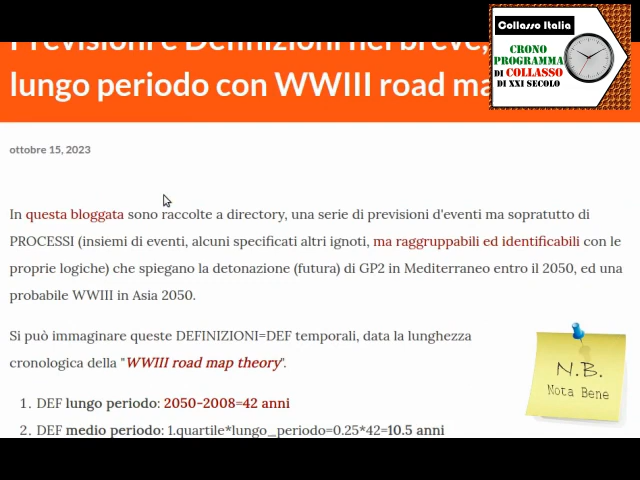 Previsioni e Definizioni nel breve,
lungo periodo con WWIII road ma
Collasso Italia
CRONO
PROGRAMMA
DI COLLASSO
DI XXI SECOLO
ottobre 15, 2023
In questa bloggata sono raccolte a directory, una serie di previsioni d'eventi ma sopratutto di
PROCESSI (insiemi di eventi, alcuni specificati altri ignoti, ma raggruppabili ed identificabili con le
proprie logiche) che spiegano la detonazione (futura) di GP2 in Mediterraneo entro il 2050, ed una
probabile WWIII in Asia 2050.
Si può immaginare queste DEFINIZIONI=DEF temporali, data la lunghezza
cronologica della "WWIII road map theory".
1. DEF lungo periodo: 2050-2008=42 anni
2. DEF medio periodo: 1.quartile*lungo_periodo=0.25*42=10.5 anni
N.B.
Nota Bene